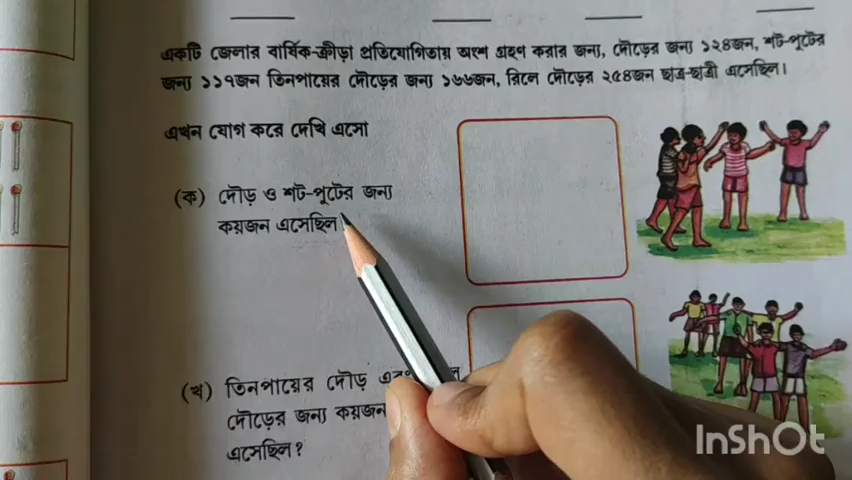 একটি জেলার বার্ষিক-ক্রীড়া প্রতিযোগিতায় অংশ গ্রহণ করার জন্য, দৌড়ের জন্য ১২৪জন, শট-পুটের
জন্য ১১৭জন তিনপায়ের দৌড়ের জন্য ১৬৬জন, রিলে দৌড়ের ২৫৪জন ছাত্র-ছাত্রী এসেছিল।
এখন যোগ করে দেখি এসো
(ক) দৌড় ও শট-পুটের জন্য
কয়জন এসেছিল
(খ) তিনপায়ের দৌড়
দৌড়ের জন্য কয়জন
এসেছিল?
InShOt